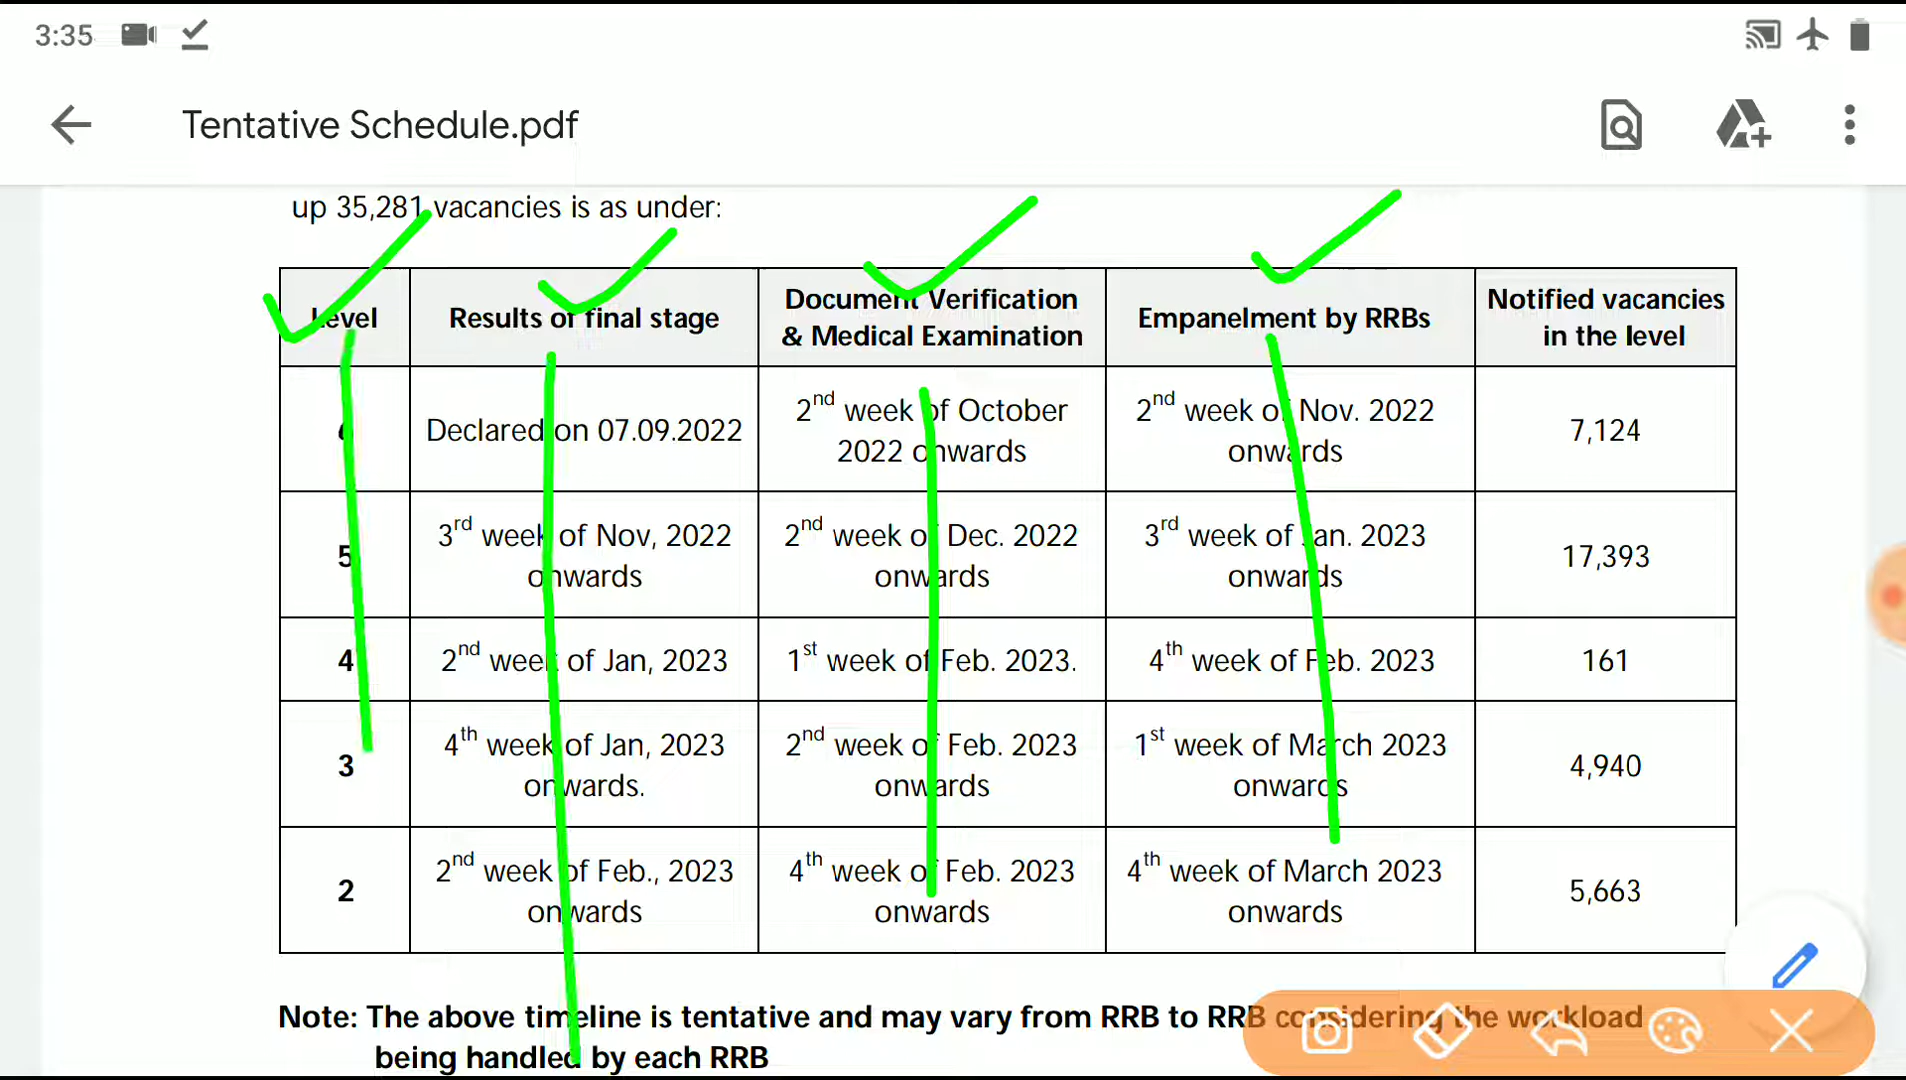 3:35
Tentative Schedule.pdf
up 35,281 vacancies is as under:
Level
Results of final stage
Document Verification
& Medical Examination
Empanelment by RRBs
Notified vacancies
in the level
6
Declared on 07.09.2022
2nd week of October
2022 onwards
2nd week of Nov. 2022
onwards
7,124
5
3rd week of Nov, 2022
onwards
2nd week of Dec. 2022
onwards
3rd week of Jan. 2023
onwards
17,393
4
2nd week of Jan, 2023
1st week of Feb. 2023.
4th week of Feb. 2023
161
3
4th week of Jan, 2023
onwards.
2nd week of Feb. 2023
onwards
1st week of March 2023
onwards
4,940
2
2nd week of Feb., 2023
onwards
4th week of Feb. 2023
onwards
4th week of March 2023
onwards
5,663
Note: The above timeline is tentative and may vary from RRB to RRB considering the workload
being handled by each RRB